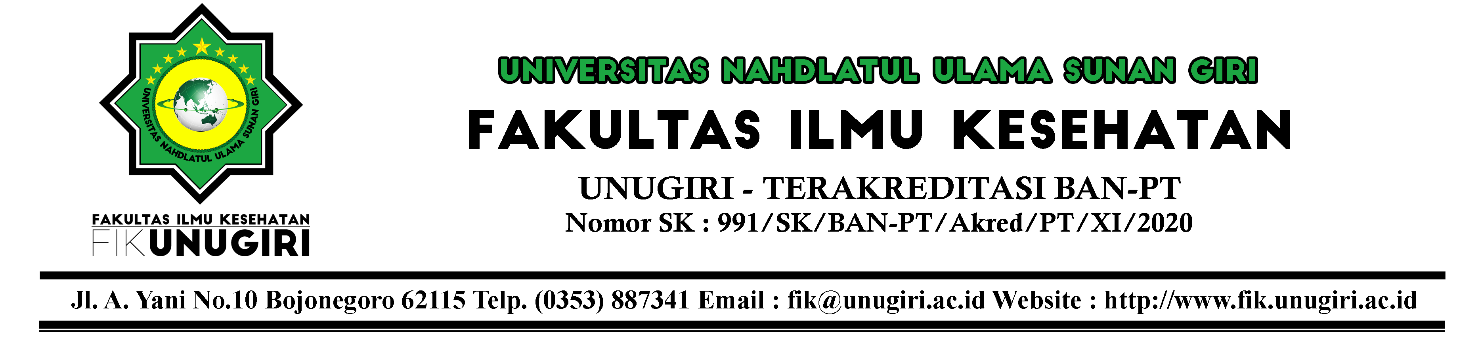 UNIVERSITAS NAHDLATUL ULAMA SUNAN GIRI
FAKULTAS ILMU KESEHATAN
FIKUNUGIRI
UNIVERSITAS NAHDLATUL ULAMA SUNAN GIRI
FAKULTAS ILMU KESEHATAN
UNUGIRI - TERAKREDITASI BAN-PT
Nomor SK : 991/SK/BAN-PT/Akred/PT/XI/2020
Jl. A. Yani No.10 Bojonegoro 62115 Telp. (0353) 887341 Email : fik@unugiri.ac.id Website : http://www.fik.unugiri.ac.id